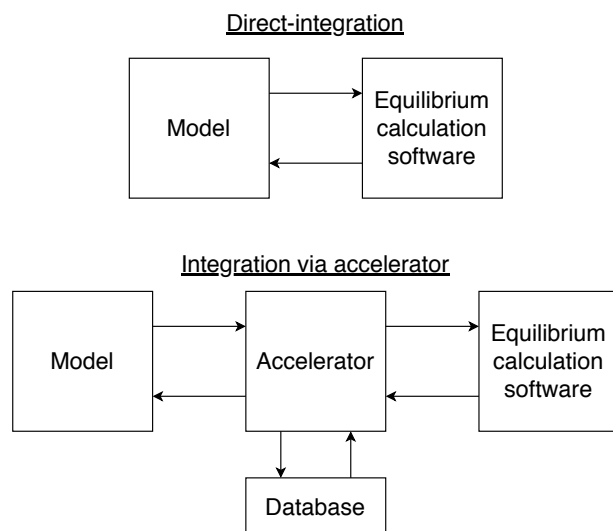 Direct-integration
Model
Equilibrium
calculation
software
Integration via accelerator
Model
Accelerator
Equilibrium
calculation
software
Database